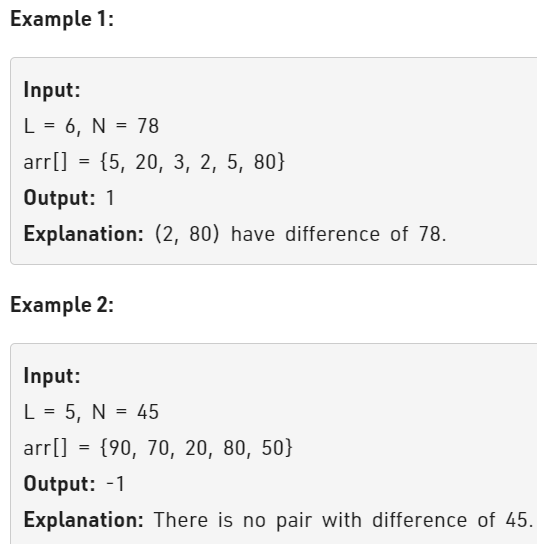 Example 1:
Input:
L = 6, N = 78
arr[] = {5, 20, 3, 2, 5, 80}
Output: 1
Explanation: (2, 80) have difference of 78.
Example 2:
Input:
L = 5, N = 45
arr[] = {90, 70, 20, 80, 50}
Output: -1
Explanation: There is no pair with difference of 45.